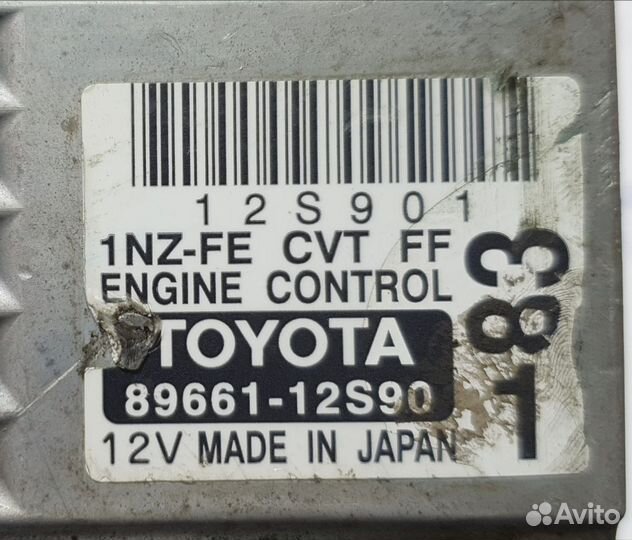 12S901
1NZ-FE CVT FF
ENGINE CONTROL
TOYOTA
89661-12S90
12V MADE IN JAPAN
183
Avito